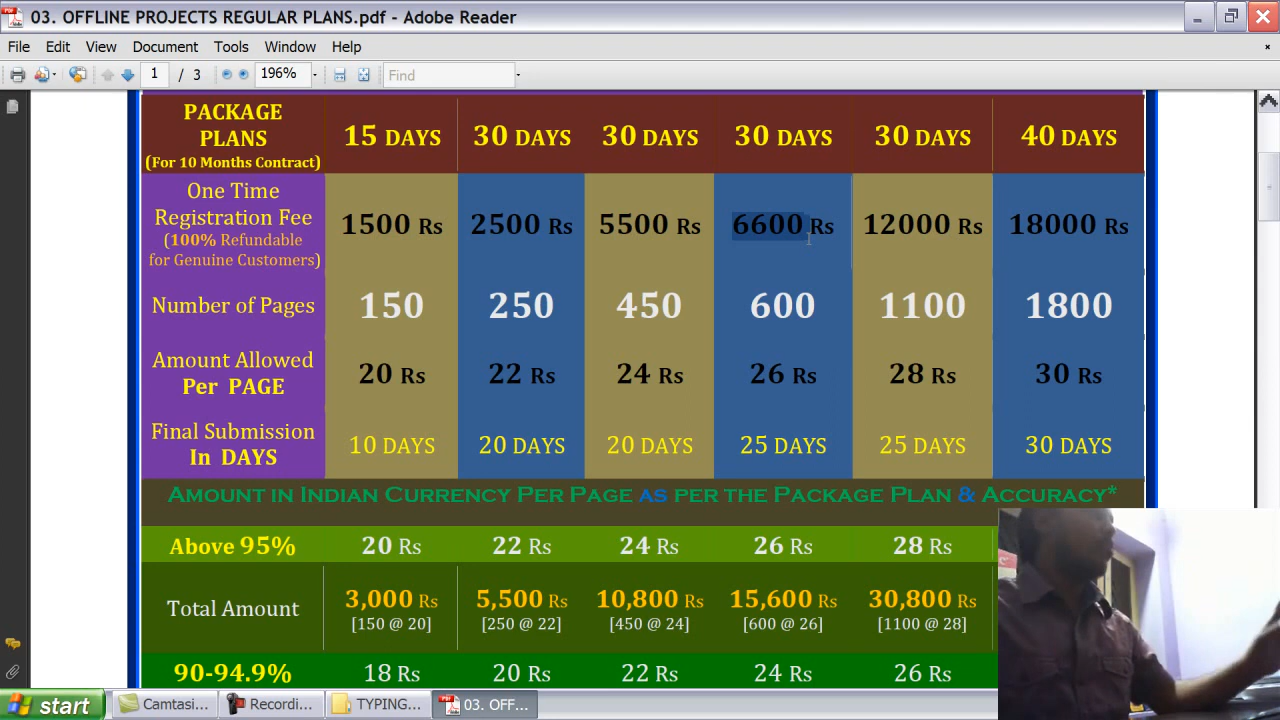 03. OFFLINE PROJECTS REGULAR PLANS.pdf - Adobe Reader
File Edit View Document Tools Window Help
1 / 3 196% Find
PACKAGE PLANS (For 10 Months Contract) 15 DAYS 30 DAYS 30 DAYS 30 DAYS 30 DAYS 40 DAYS
One Time Registration Fee (100% Refundable for Genuine Customers) 1500 Rs 2500 Rs 5500 Rs 6600 Rs 12000 Rs 18000 Rs
Number of Pages 150 250 450 600 1100 1800
Amount Allowed Per PAGE 20 Rs 22 Rs 24 Rs 26 Rs 28 Rs 30 Rs
Final Submission In DAYS 10 DAYS 20 DAYS 20 DAYS 25 DAYS 25 DAYS 30 DAYS
AMOUNT IN INDIAN CURRENCY PER PAGE AS PER THE PACKAGE PLAN & ACCURACY*
Above 95% 20 Rs 22 Rs 24 Rs 26 Rs 28 Rs
Total Amount 3,000 Rs 5,500 Rs 10,800 Rs 15,600 Rs 30,800 Rs
[150 @ 20] [250 @ 22] [450 @ 24] [600 @ 26] [1100 @ 28]
90-94.9% 18 Rs 20 Rs 22 Rs 24 Rs 26 Rs
start Camtasi... Recordi... TYPING... 03. OFF...